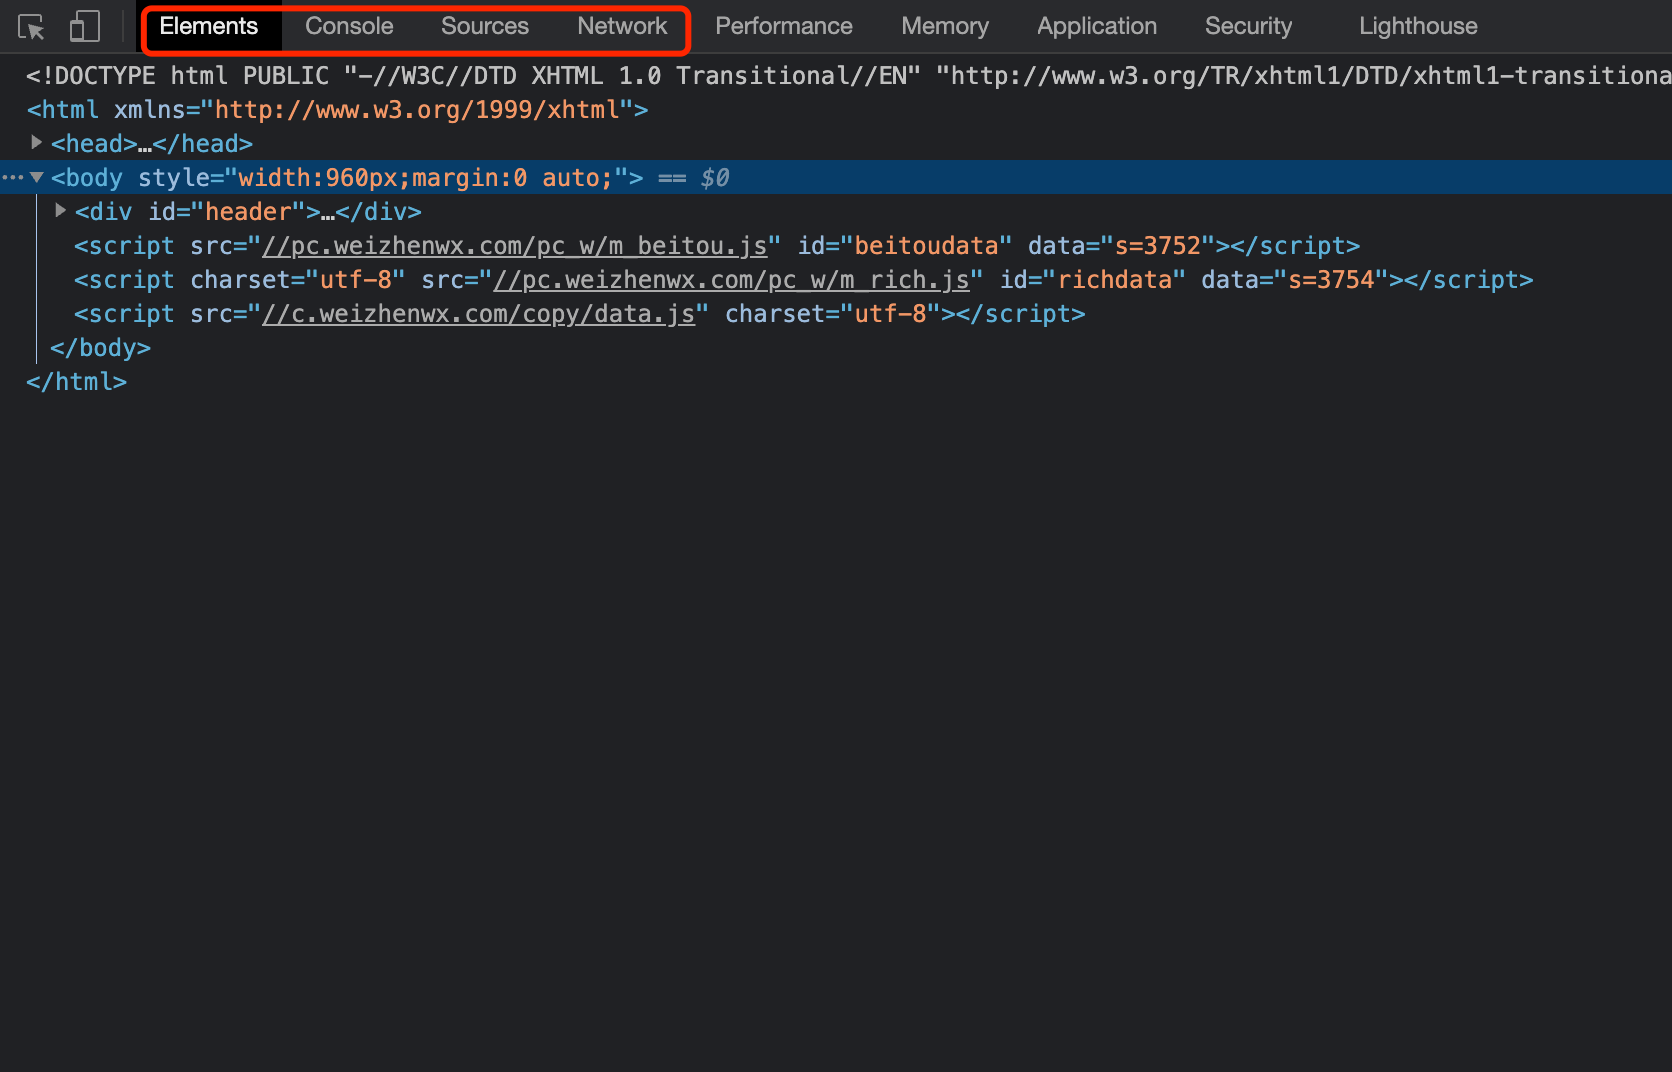 Elements Console Sources Network Performance Memory Application Security Lighthouse
<!DOCTYPE html PUBLIC "-//W3C//DTD XHTML 1.0 Transitional//EN" "http://www.w3.org/TR/xhtml1/DTD/xhtml1-transitiona
<html xmlns="http://www.w3.org/1999/xhtml">
<head>…</head>
<body style="width:960px;margin:0 auto;"> == $0
<div id="header">…</div>
<script src="//pc.weizhenwx.com/pc_w/m_beitou.js" id="beitoudata" data="s=3752"></script>
<script charset="utf-8" src="//pc.weizhenwx.com/pc_w/m_rich.js" id="richdata" data="s=3754"></script>
<script src="//c.weizhenwx.com/copy/data.js" charset="utf-8"></script>
</body>
</html>